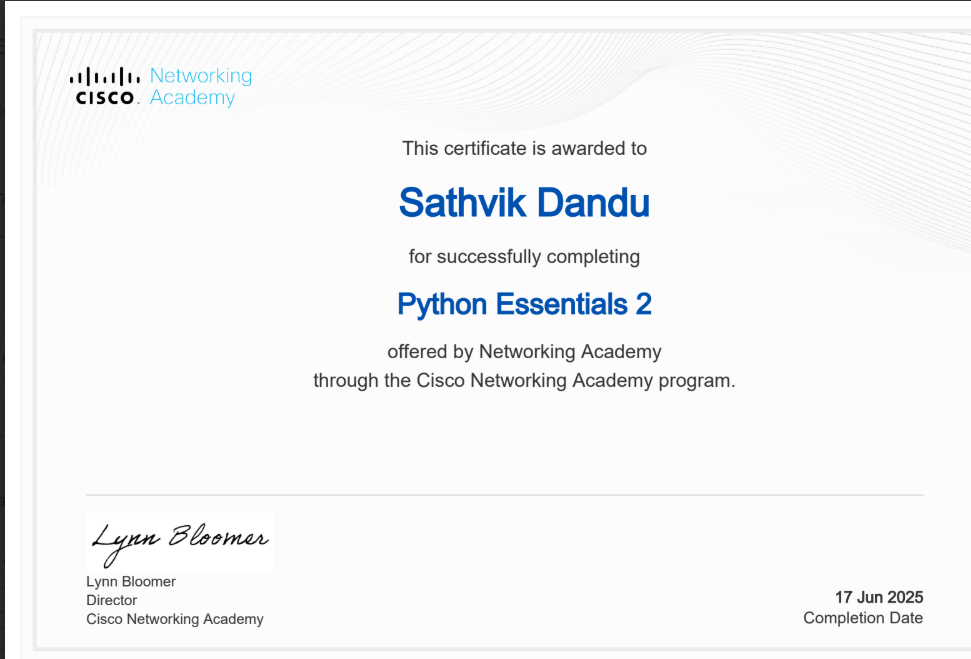 Networking
CISCO. Academy
This certificate is awarded to
Sathvik Dandu
for successfully completing
Python Essentials 2
offered by Networking Academy
through the Cisco Networking Academy program.
Lynn Bloomer
Lynn Bloomer
Director
Cisco Networking Academy
17 Jun 2025
Completion Date